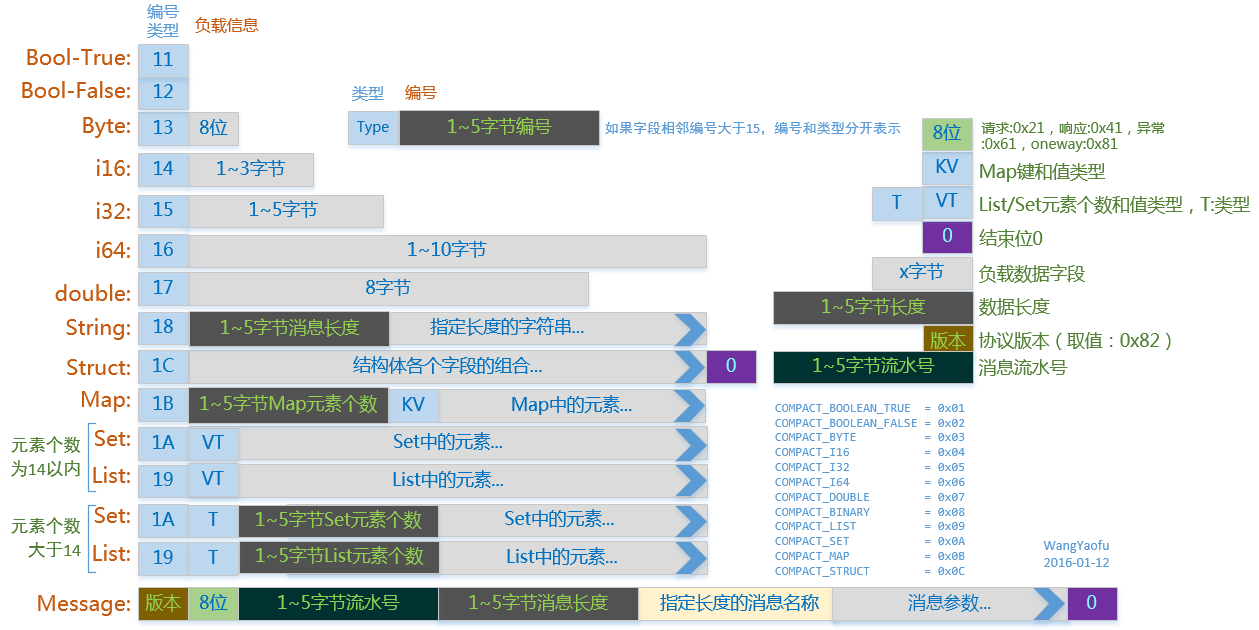 编号
类型
负载信息
Bool-True: 11
Bool-False: 12
Byte: 13 8位
类型 编号
Type 1~5字节编号 如果字段相邻编号大于15，编号和类型分开表示
i16: 14 1~3字节
i32: 15 1~5字节
i64: 16 1~10字节
double: 17 8字节
String: 18 1~5字节消息长度 指定长度的字符串...
Struct: 1C 结构体各个字段的组合... 0
Map: 1B 1~5字节Map元素个数 KV Map中的元素...
元素个数
为14以内
Set: 1A VT Set中的元素...
List: 19 VT List中的元素...
元素个数
大于14
Set: 1A T 1~5字节Set元素个数 Set中的元素...
List: 19 T 1~5字节List元素个数 List中的元素...
8位 请求:0x21，响应:0x41，异常
:0x61，oneway:0x81
KV Map键和值类型
T VT List/Set元素个数和值类型，T:类型
0 结束位0
x字节 负载数据字段
1~5字节长度 数据长度
版本 协议版本（取值：0x82）
1~5字节流水号 消息流水号
COMPACT_BOOLEAN_TRUE = 0x01
COMPACT_BOOLEAN_FALSE = 0x02
COMPACT_BYTE = 0x03
COMPACT_I16 = 0x04
COMPACT_I32 = 0x05
COMPACT_I64 = 0x06
COMPACT_DOUBLE = 0x07
COMPACT_BINARY = 0x08
COMPACT_LIST = 0x09
COMPACT_SET = 0x0A
COMPACT_MAP = 0x0B
COMPACT_STRUCT = 0x0C
WangYaofu
2016-01-12
Message: 版本 8位 1~5字节流水号 1~5字节消息长度 指定长度的消息名称 消息参数... 0